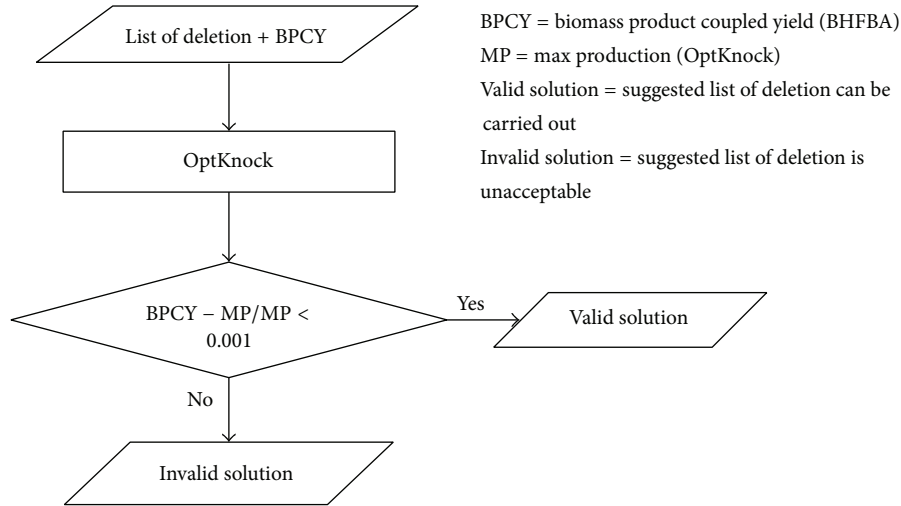 List of deletion + BPCY
OptKnock
BPCY − MP/MP <
0.001
Yes
Valid solution
No
Invalid solution
BPCY = biomass product coupled yield (BHFBA)
MP = max production (OptKnock)
Valid solution = suggested list of deletion can be
carried out
Invalid solution = suggested list of deletion is
unacceptable